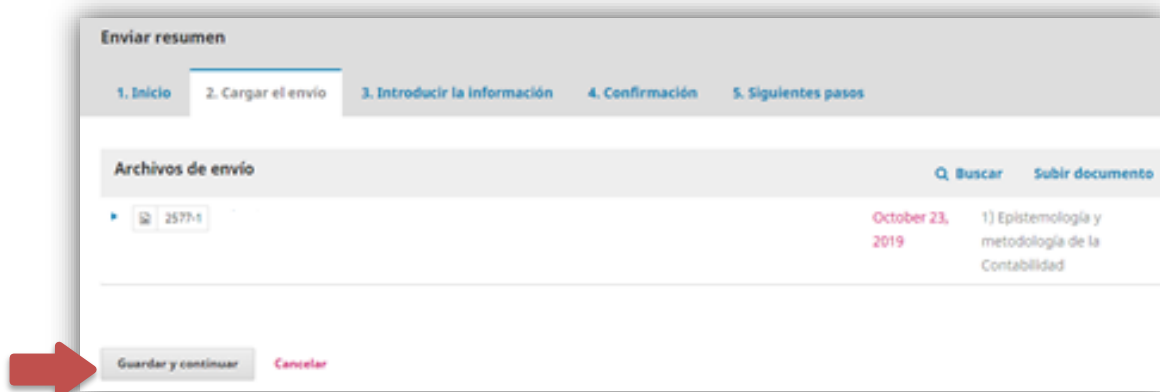 Enviar resumen
1. Inicio 2. Cargar el envío 3. Introducir la información 4. Confirmación 5. Siguientes pasos
Archivos de envío Buscar Subir documento
2577-1 October 23, 1) Epistemología y
2019 metodología de la
Contabilidad
Guardar y continuar Cancelar